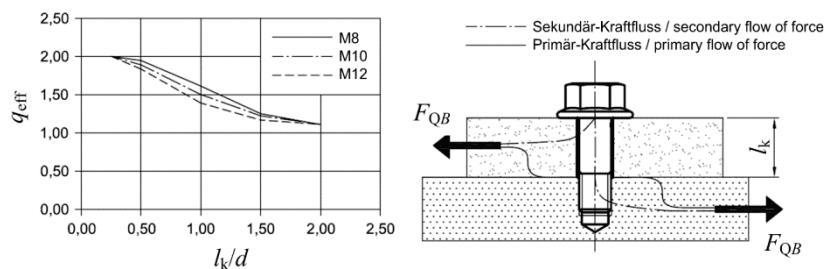 2,50
2,00
1,50
1,00
0,50
0,00
q_eff
M8
M10
M12
0,00 0,50 1,00 1,50 2,00 2,50
l_k/d
Sekundär-Kraftfluss / secondary flow of force
Primär-Kraftfluss / primary flow of force
F_QB
l_k
F_QB